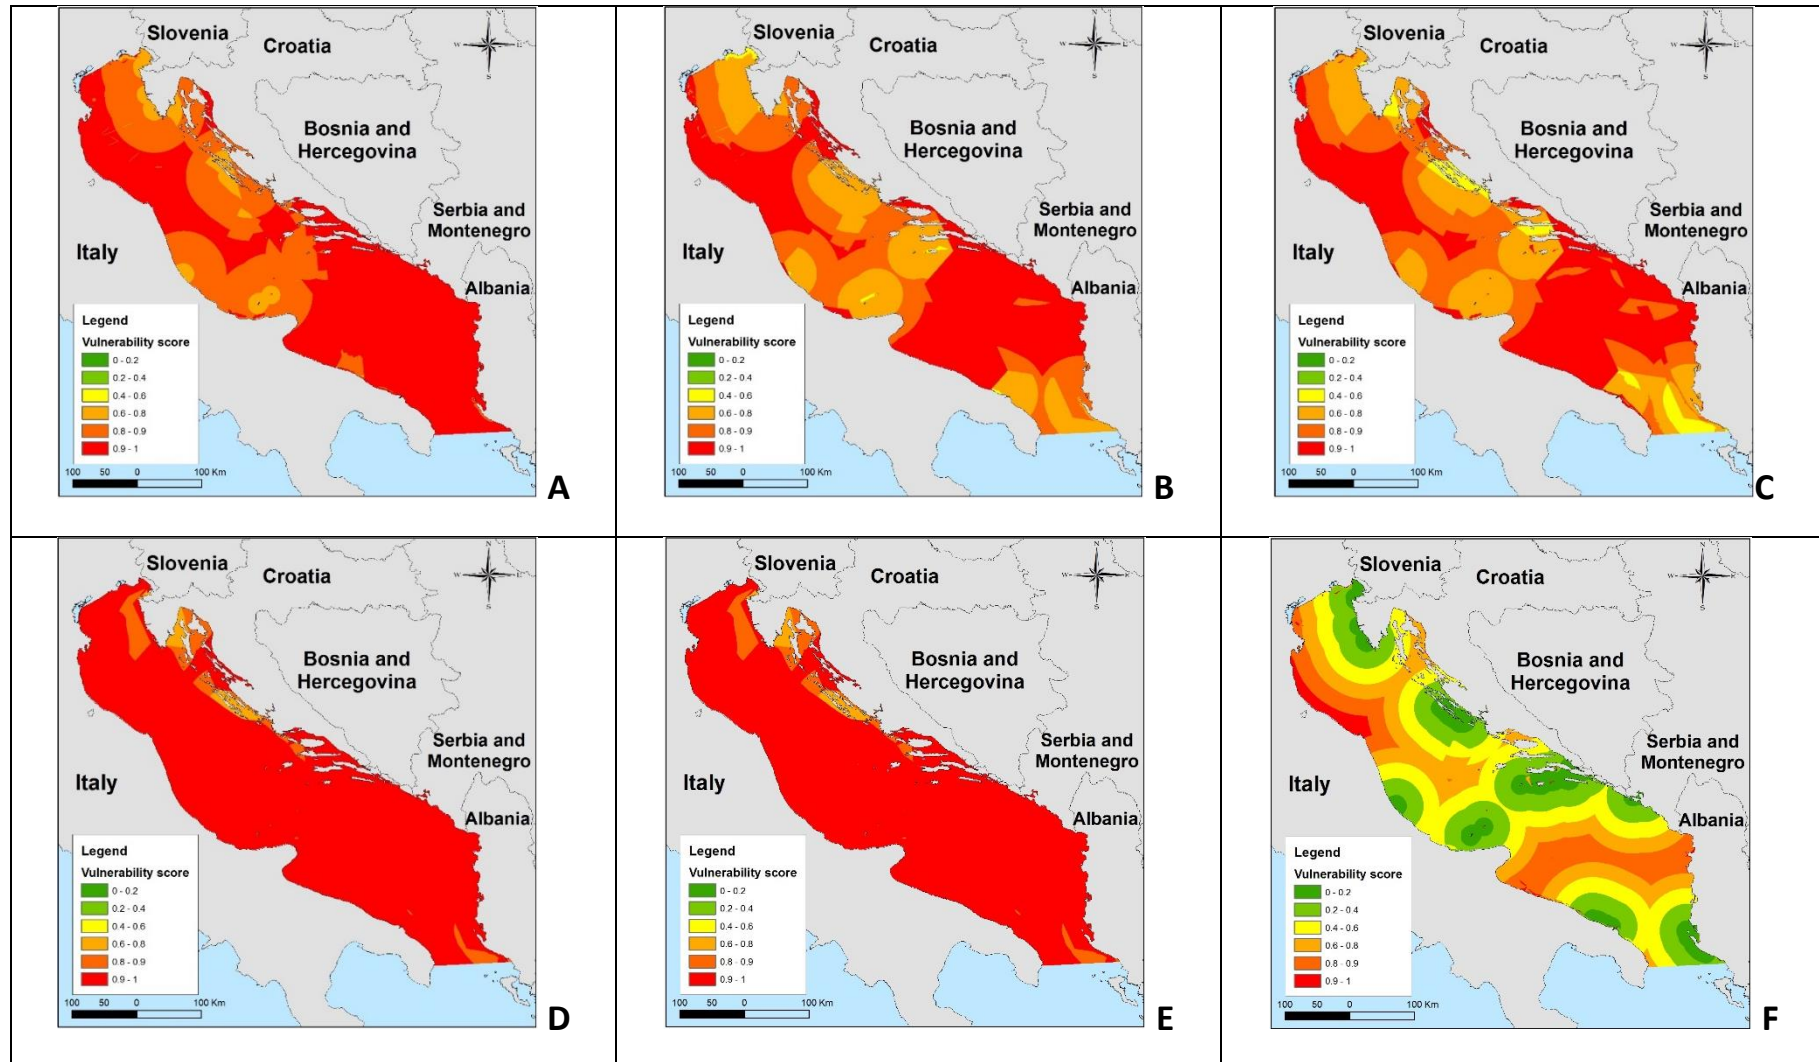 N
W E
S
Slovenia
Croatia
Bosnia and
Hercegovina
Serbia and
Montenegro
Italy
Albania
Legend
Vulnerability score
0 - 0.2
0.2 - 0.4
0.4 - 0.6
0.6 - 0.8
0.8 - 0.9
0.9 - 1
100 50 0 100 Km
A
N
W E
S
Slovenia
Croatia
Bosnia and
Hercegovina
Serbia and
Montenegro
Italy
Albania
Legend
Vulnerability score
0 - 0.2
0.2 - 0.4
0.4 - 0.6
0.6 - 0.8
0.8 - 0.9
0.9 - 1
100 50 0 100 Km
B
N
W E
S
Slovenia
Croatia
Bosnia and
Hercegovina
Serbia and
Montenegro
Italy
Albania
Legend
Vulnerability score
0 - 0.2
0.2 - 0.4
0.4 - 0.6
0.6 - 0.8
0.8 - 0.9
0.9 - 1
100 50 0 100 Km
C
N
W E
S
Slovenia
Croatia
Bosnia and
Hercegovina
Serbia and
Montenegro
Italy
Albania
Legend
Vulnerability score
0 - 0.2
0.2 - 0.4
0.4 - 0.6
0.6 - 0.8
0.8 - 0.9
0.9 - 1
100 50 0 100 Km
D
N
W E
S
Slovenia
Croatia
Bosnia and
Hercegovina
Serbia and
Montenegro
Italy
Albania
Legend
Vulnerability score
0 - 0.2
0.2 - 0.4
0.4 - 0.6
0.6 - 0.8
0.8 - 0.9
0.9 - 1
100 50 0 100 Km
E
N
W E
S
Slovenia
Croatia
Bosnia and
Hercegovina
Serbia and
Montenegro
Italy
Albania
Legend
Vulnerability score
0 - 0.2
0.2 - 0.4
0.4 - 0.6
0.6 - 0.8
0.8 - 0.9
0.9 - 1
100 50 0 100 Km
F